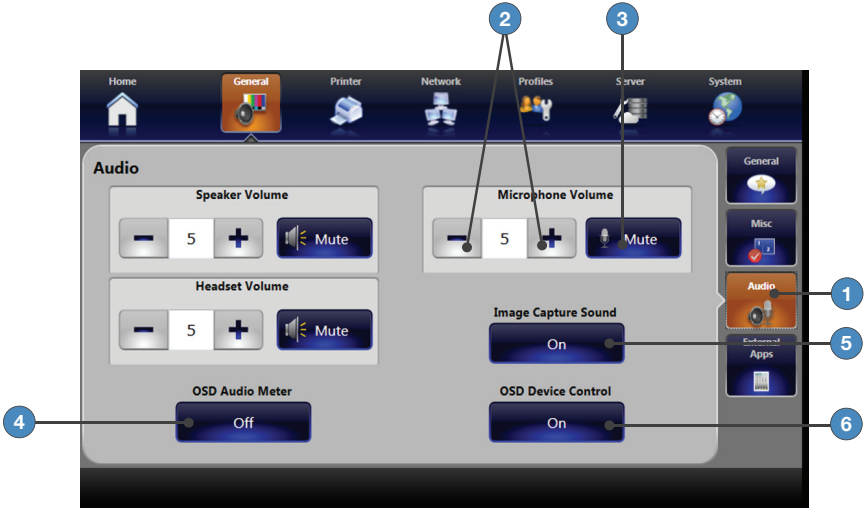 2 3
Home General Printer Network Profiles Server System
Audio
General
Speaker Volume Microphone Volume
Misc
5 Mute 5 Mute
1 2
Headset Volume
Audio
1
Image Capture Sound
5 Mute
On
External
5
Apps
OSD Audio Meter OSD Device Control
4 Off On 6